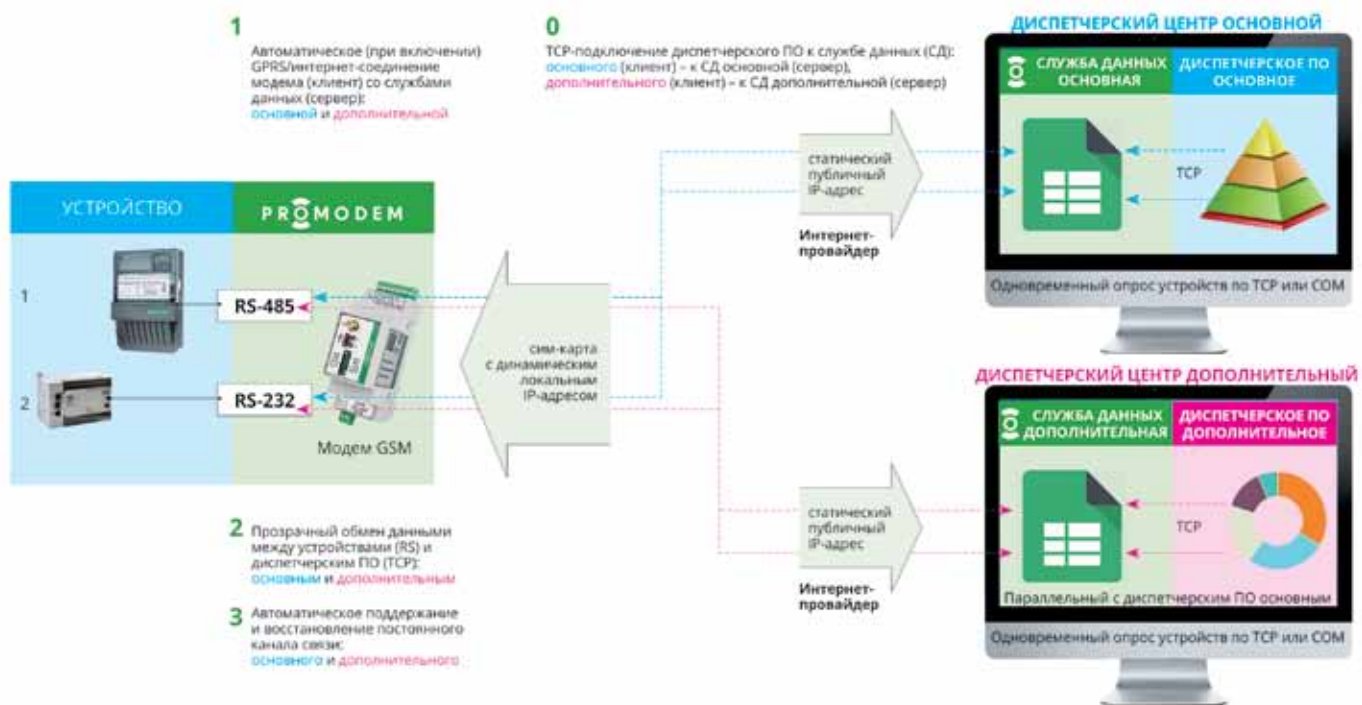 1
Автоматическое (при включении)
GPRS/интернет-соединение
модема (клиент) со службами
данных (сервер):
основной и дополнительной
0
TCP-подключение диспетчерского ПО к службе данных (СД):
основного (клиент) – к СД основной (сервер),
дополнительного (клиент) – к СД дополнительной (сервер)
ДИСПЕТЧЕРСКИЙ ЦЕНТР ОСНОВНОЙ
СЛУЖБА ДАННЫХ
ОСНОВНАЯ
ДИСПЕТЧЕРСКОЕ ПО
ОСНОВНОЕ
TCP
Одновременный опрос устройств по TCP или COM
статический
публичный
IP-адрес
Интернет-
провайдер
УСТРОЙСТВО
PROMODEM
1
RS-485
2
RS-232
Модем GSM
сим-карта
с динамическим
локальным
IP-адресом
ДИСПЕТЧЕРСКИЙ ЦЕНТР ДОПОЛНИТЕЛЬНЫЙ
СЛУЖБА ДАННЫХ
ДОПОЛНИТЕЛЬНАЯ
ДИСПЕТЧЕРСКОЕ ПО
ДОПОЛНИТЕЛЬНОЕ
TCP
Параллельный с диспетчерским ПО основным
Одновременный опрос устройств по TCP или COM
статический
публичный
IP-адрес
Интернет-
провайдер
2
Прозрачный обмен данными
между устройствами (RS) и
диспетчерским ПО (TCP):
основным и дополнительным
3
Автоматическое поддержание
и восстановление постоянного
канала связи:
основного и дополнительного